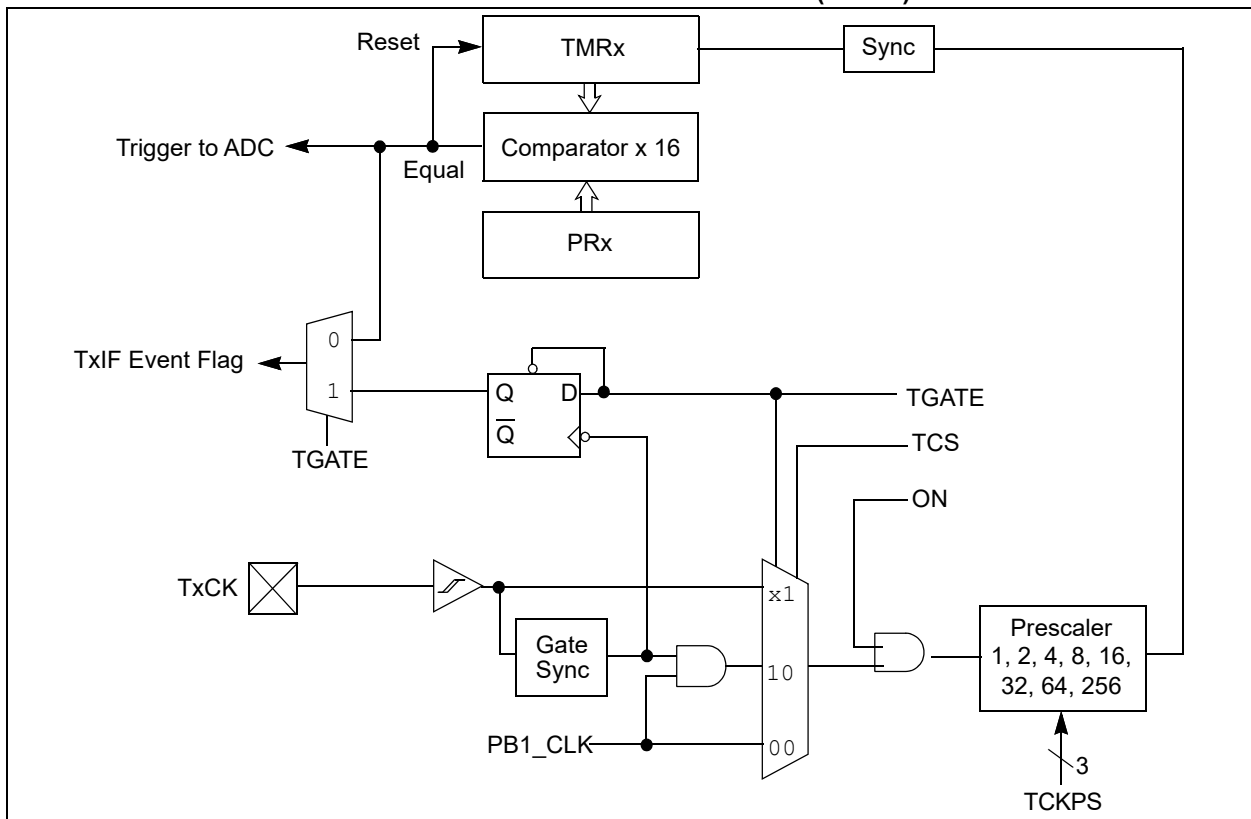 Reset
TMRx
Sync
Trigger to ADC
Equal
Comparator x 16
PRx
TxIF Event Flag
0
1
TGATE
Q
D
Q
TGATE
TCS
ON
TxCK
Gate
Sync
x1
10
00
PB1_CLK
Prescaler
1, 2, 4, 8, 16,
32, 64, 256
3
TCKPS